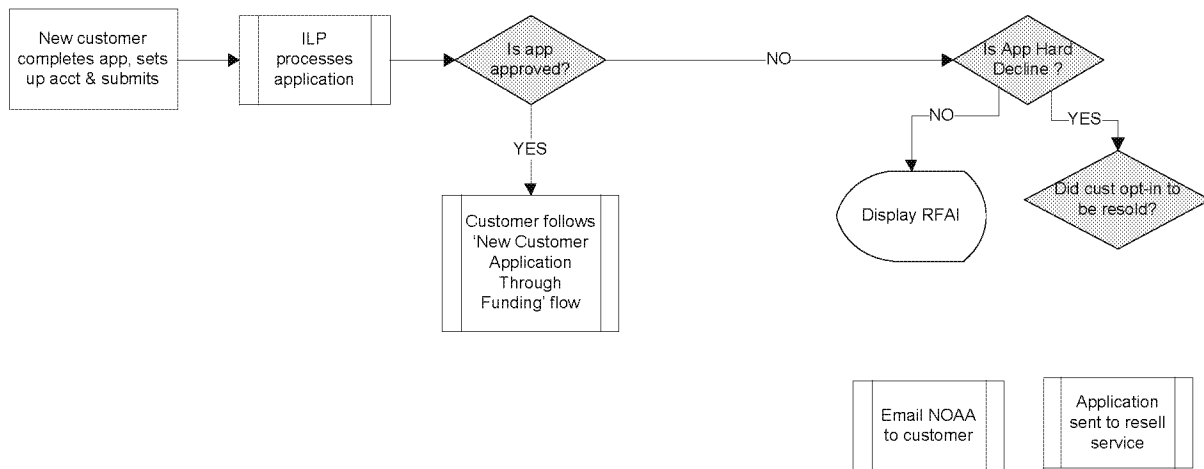 New customer
completes app, sets
up acct & submits
ILP
processes
application
Is app
approved?
NO
Is App Hard
Decline ?
YES
NO
YES
Customer follows
‘New Customer
Application
Through
Funding’ flow
Display RFAI
Did cust opt-in to
be resold?
Email NOAA
to customer
Application
sent to resell
service